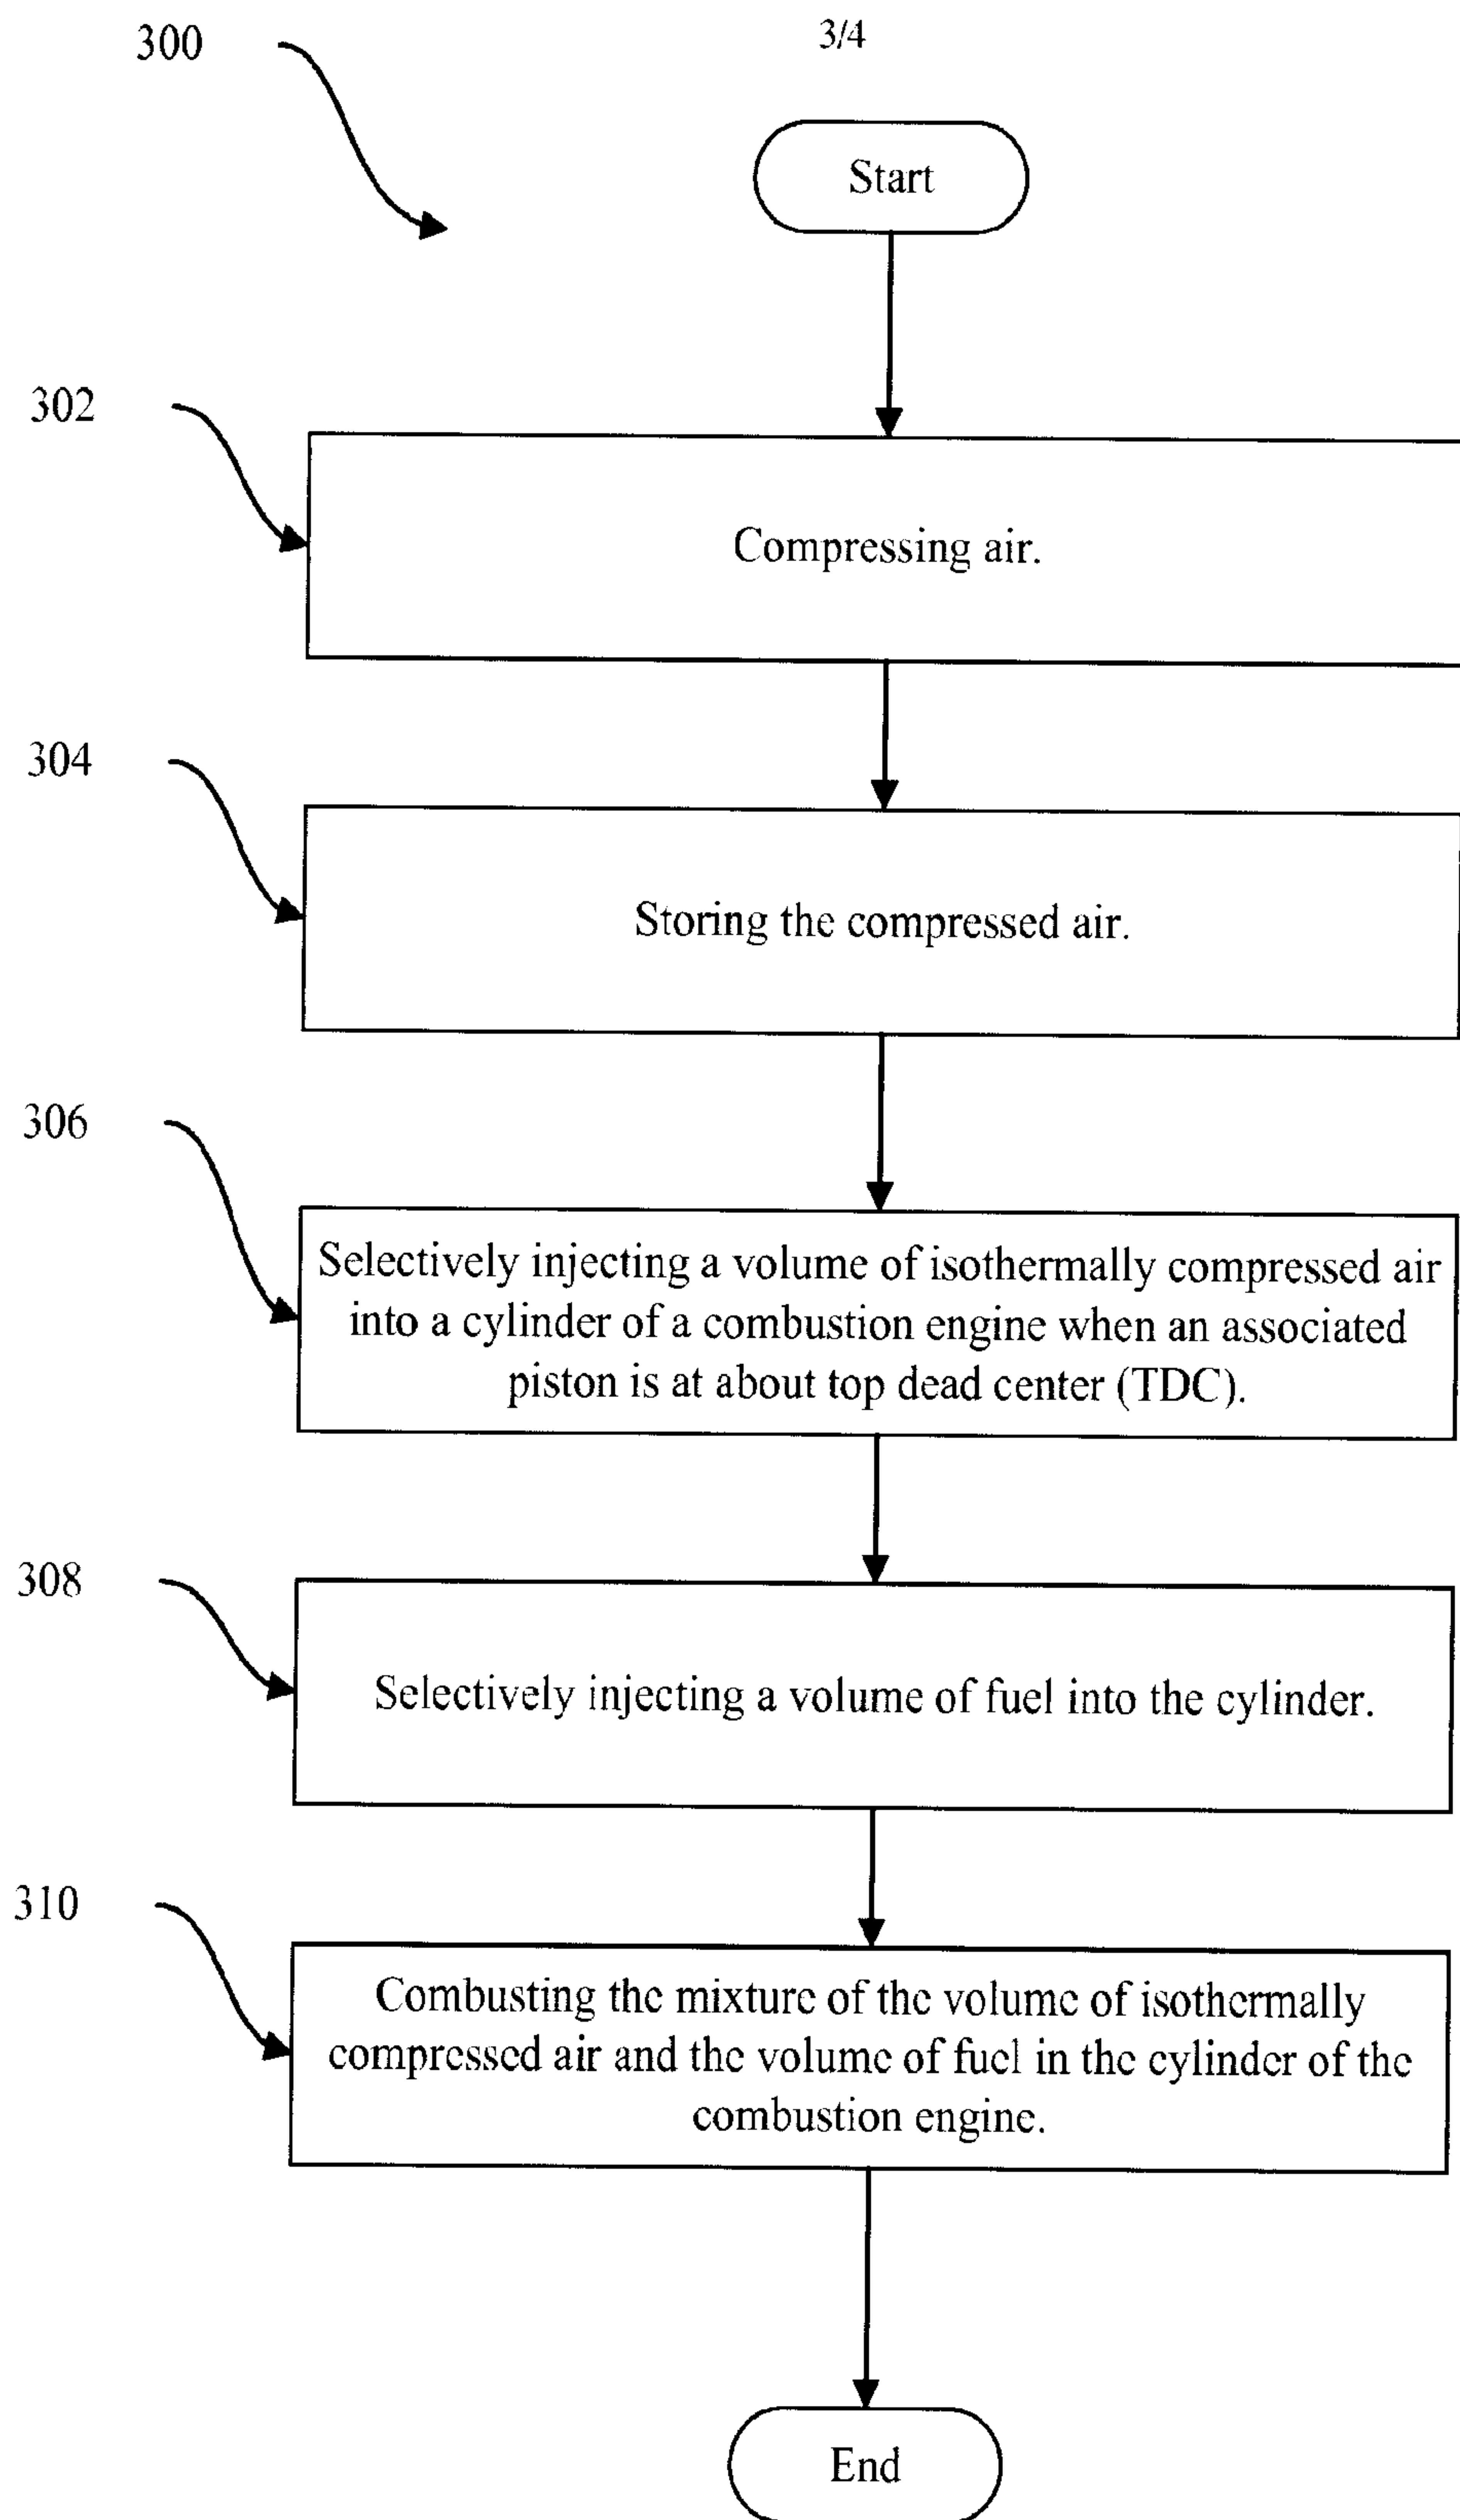 300
3/4
Start
302
Compressing air.
304
Storing the compressed air.
306
Selectively injecting a volume of isothermally compressed air
into a cylinder of a combustion engine when an associated
piston is at about top dead center (TDC).
308
Selectively injecting a volume of fuel into the cylinder.
310
Combusting the mixture of the volume of isothermally
compressed air and the volume of fuel in the cylinder of the
combustion engine.
End